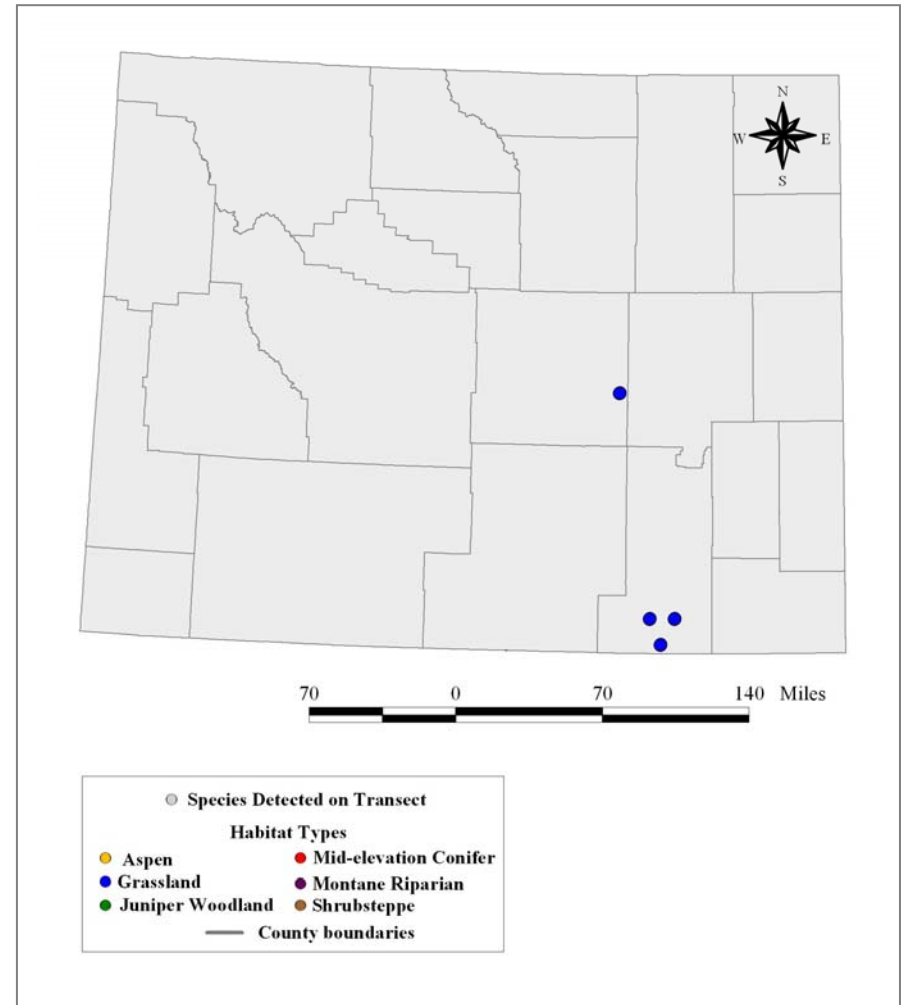 N
W E
S
70 0 70 140 Miles
Species Detected on Transect
Habitat Types
Aspen Mid-elevation Conifer
Grassland Montane Riparian
Juniper Woodland Shrubsteppe
County boundaries